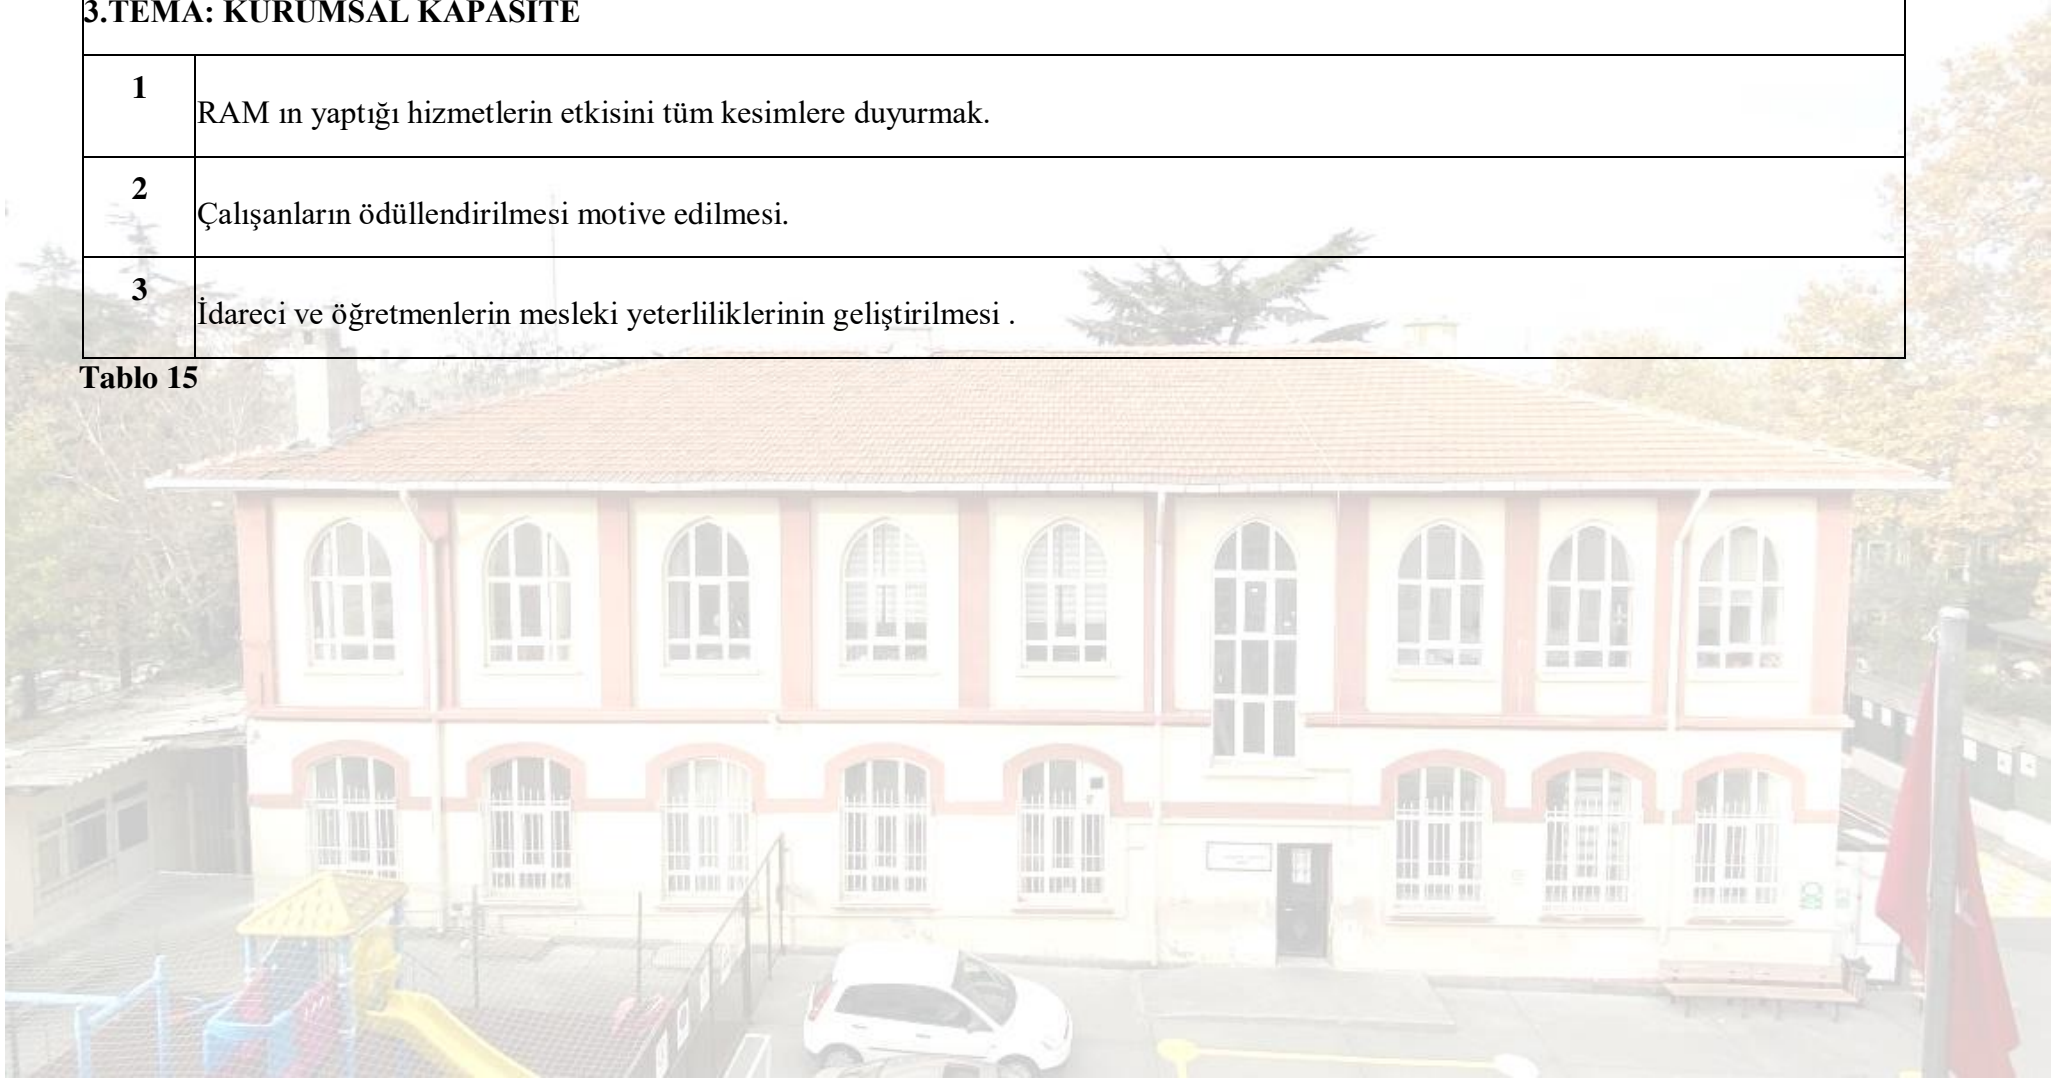 3.TEMA: KURUMSAL KAPASİTE
1
RAM ın yaptığı hizmetlerin etkisini tüm kesimlere duyurmak.
2
Çalışanların ödüllendirilmesi motive edilmesi.
3
İdareci ve öğretmenlerin mesleki yeterliliklerinin geliştirilmesi .
Tablo 15